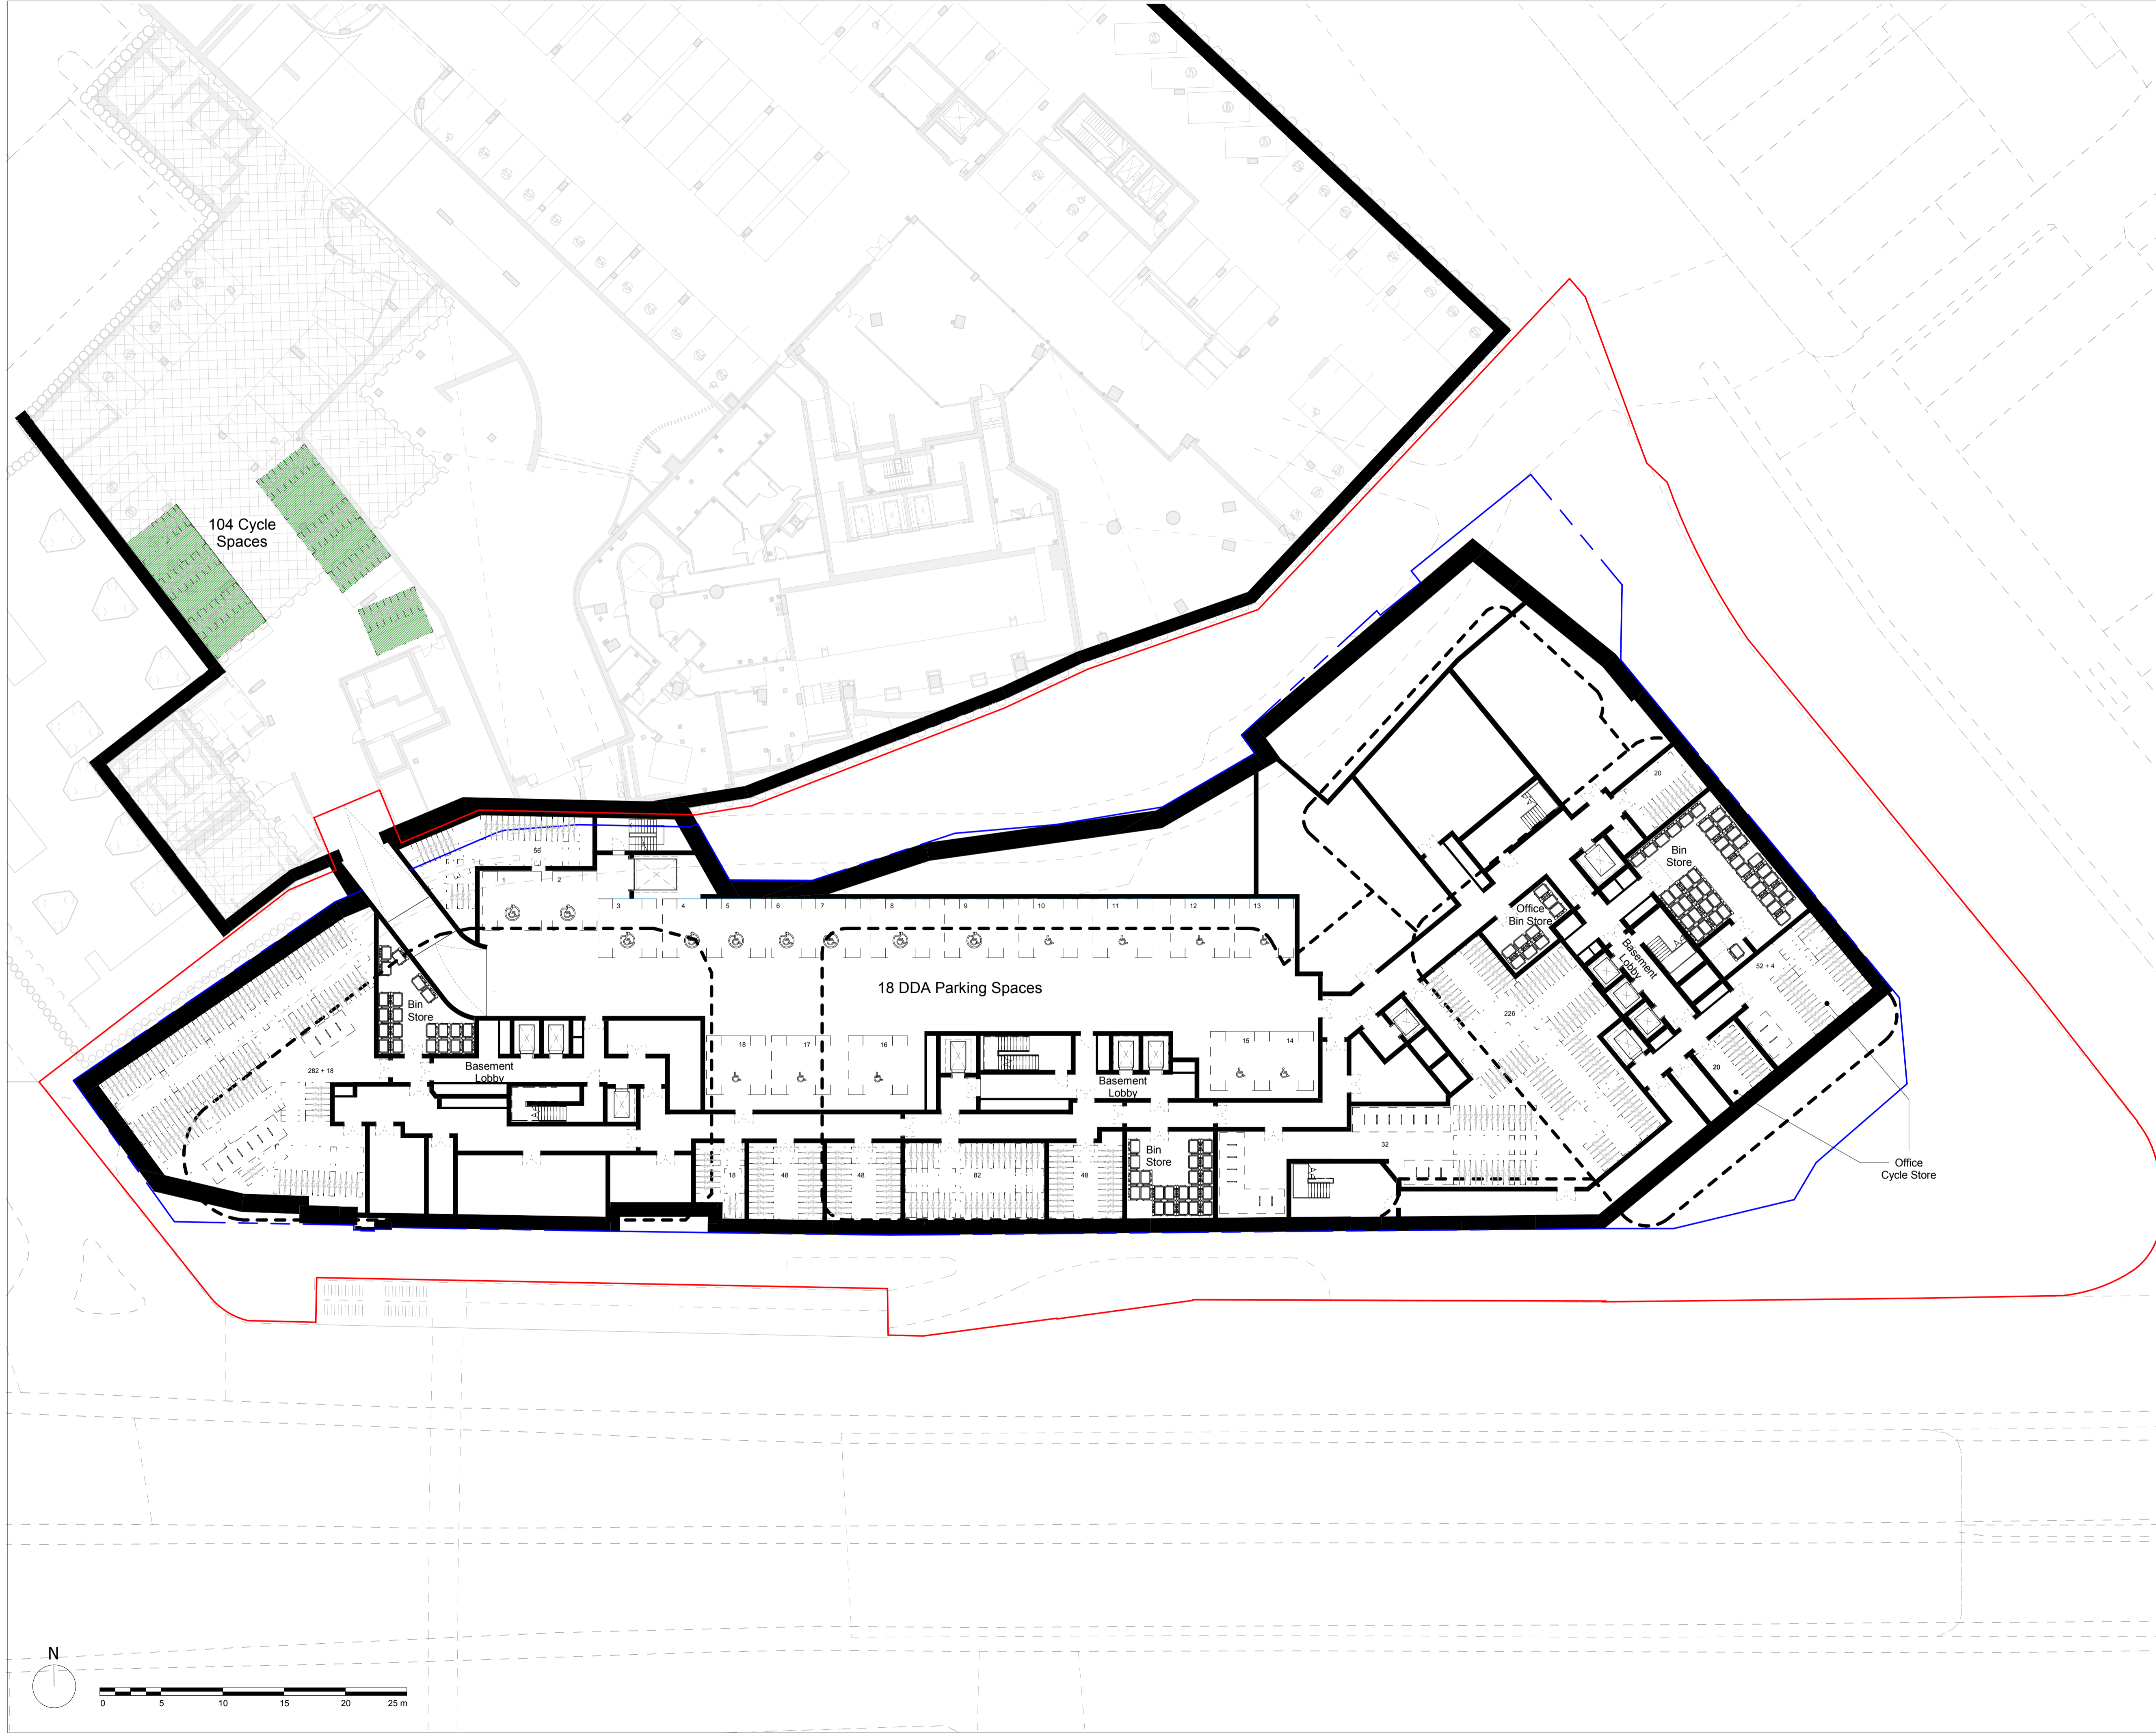 104 Cycle
Spaces
20
Bin
Store
56
1
2
3
4
5
6
7
8
9
10
11
12
13
Office
Bin Store
Basement
Lobby
52 + 4
18 DDA Parking Spaces
Bin
Store
226
18
17
16
15
14
282 + 18
Basement
Lobby
Basement
Lobby
20
32
Bin
Store
18
48
48
82
48
Office
Cycle Store
N
0
5
10
15
20
25 m